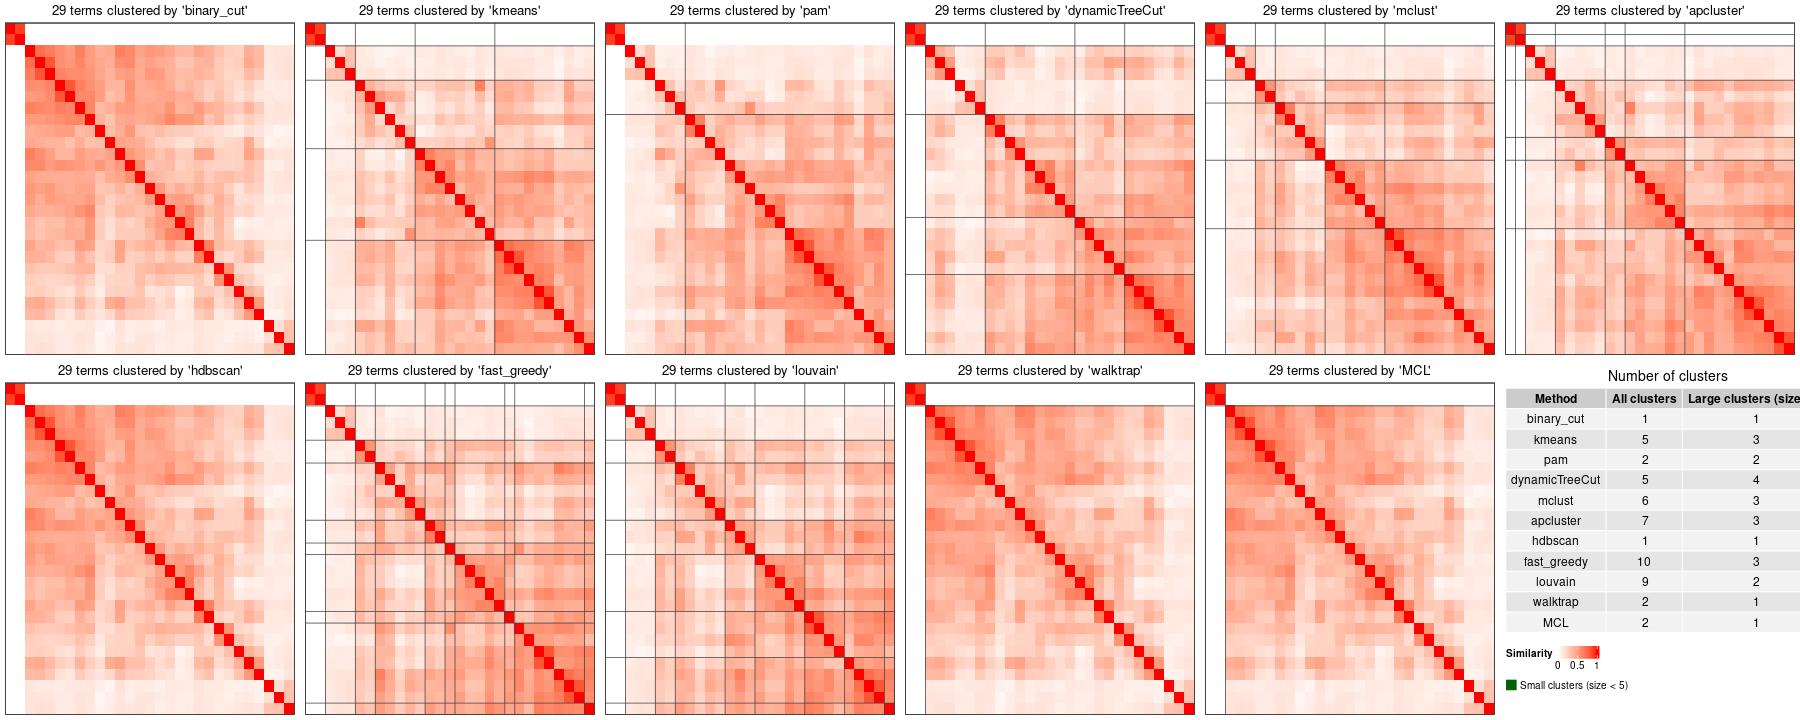 29 terms clustered by 'binary_cut'
29 terms clustered by 'kmeans'
29 terms clustered by 'pam'
29 terms clustered by 'dynamicTreeCut'
29 terms clustered by 'mclust'
29 terms clustered by 'apcluster'
29 terms clustered by 'hdbscan'
29 terms clustered by 'fast_greedy'
29 terms clustered by 'louvain'
29 terms clustered by 'walktrap'
29 terms clustered by 'MCL'
Number of clusters
Method All clusters Large clusters (size
binary_cut 1 1
kmeans 5 3
pam 2 2
dynamicTreeCut 5 4
mclust 6 3
apcluster 7 3
hdbscan 1 1
fast_greedy 10 3
louvain 9 2
walktrap 2 1
MCL 2 1
Similarity
0 0.5 1
Small clusters (size < 5)